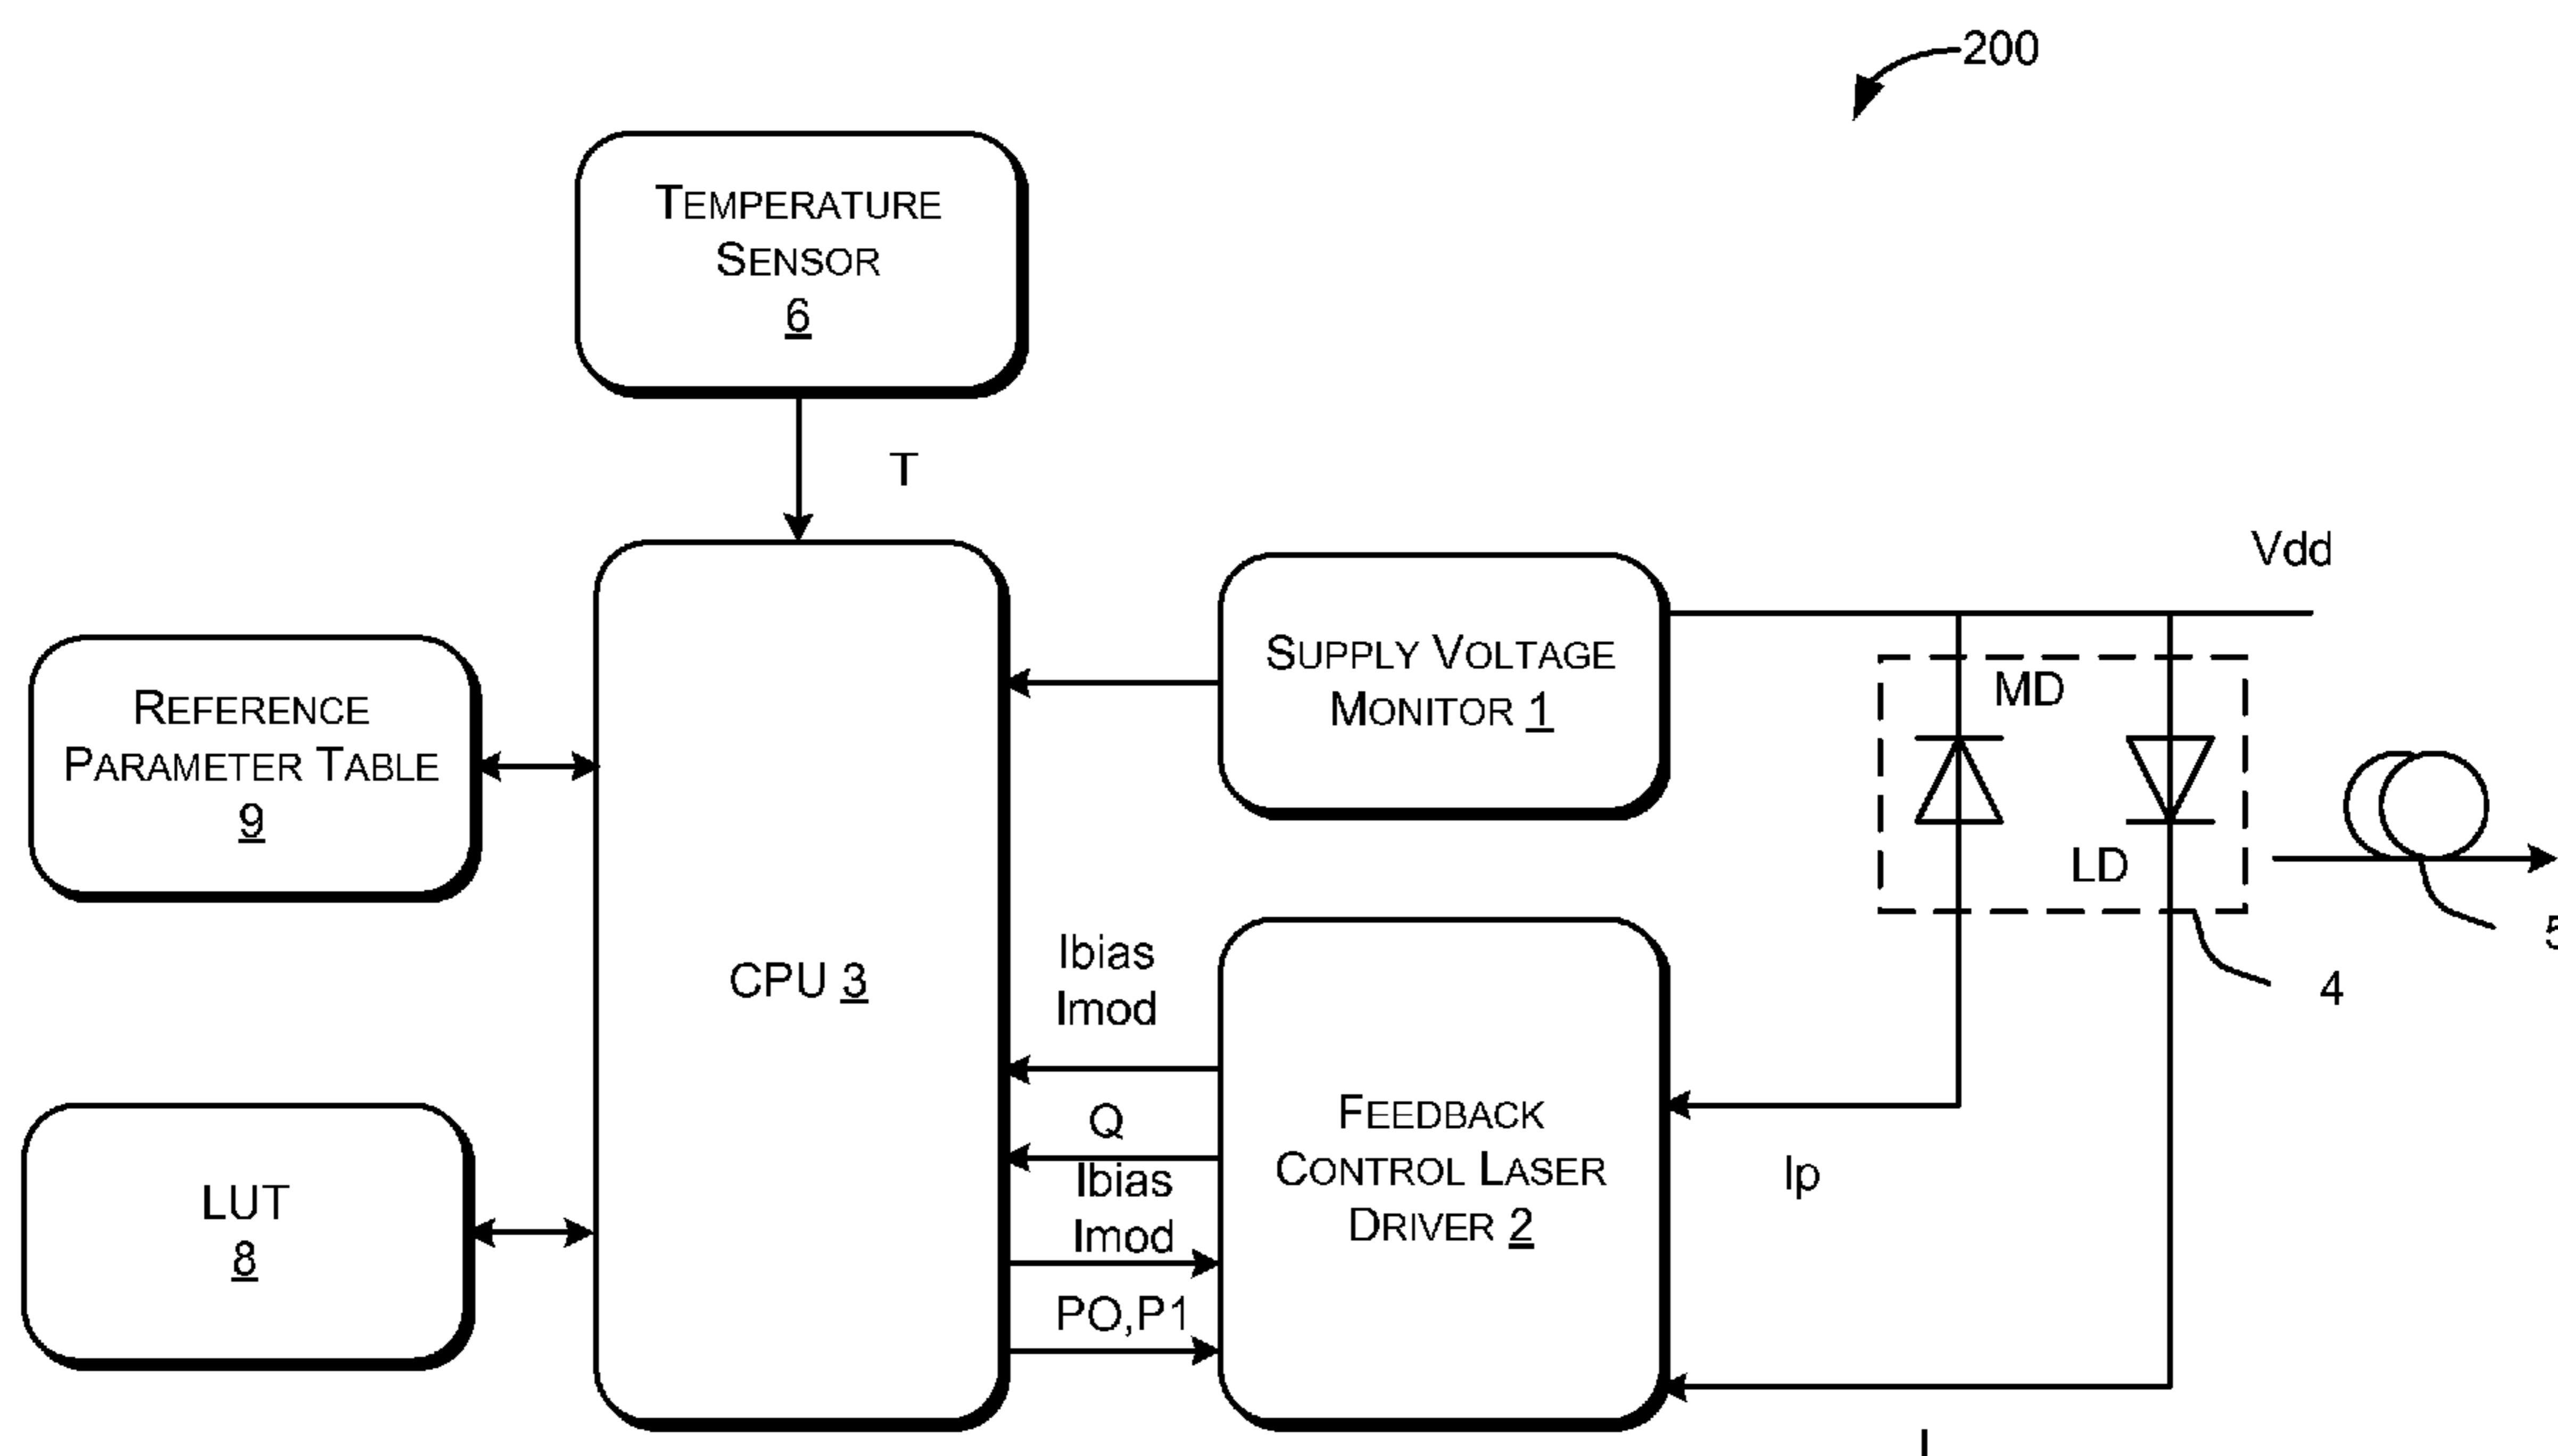 200
TEMPERATURE
SENSOR
6
T
Vdd
SUPPLY VOLTAGE
MONITOR 1
MD
LD
REFERENCE
PARAMETER TABLE
9
CPU 3
Ibias
Imod
Q
Ibias
Imod
PO,P1
FEEDBACK
CONTROL LASER
DRIVER 2
Ip
4
5
LUT
8